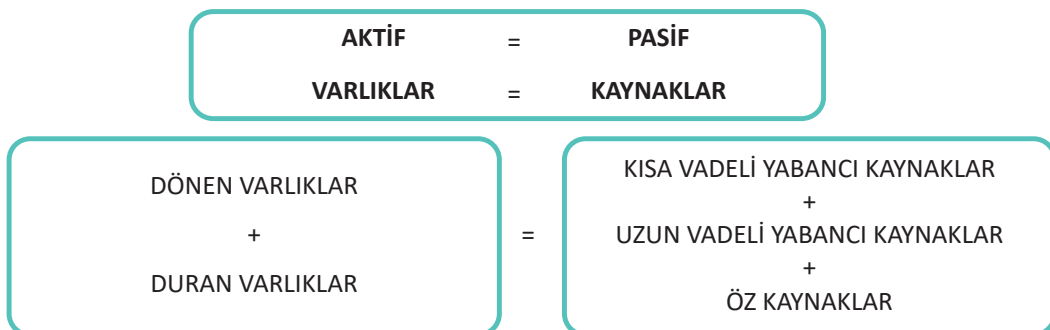 AKTİF = PASİF
VARLIKLAR = KAYNAKLAR
DÖNEN VARLIKLAR
+
DURAN VARLIKLAR
=
KISA VADELİ YABANCI KAYNAKLAR
+
UZUN VADELİ YABANCI KAYNAKLAR
+
ÖZ KAYNAKLAR